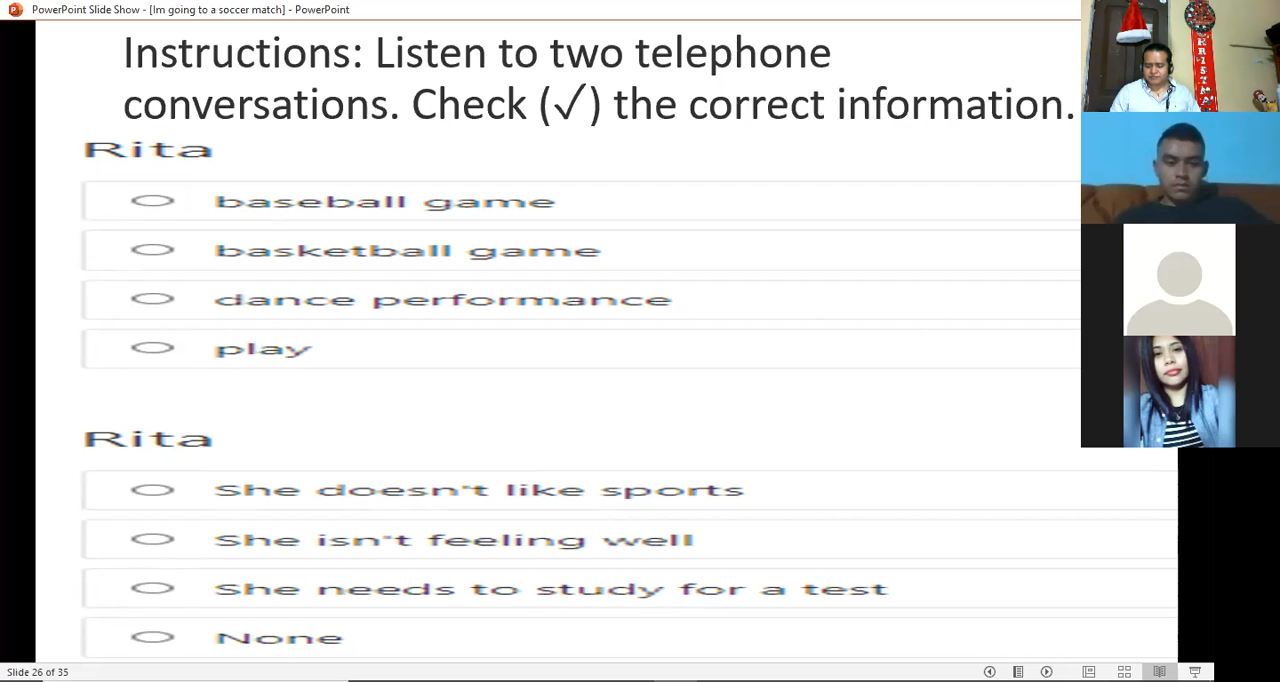 PowerPoint Slide Show - [Im going to a soccer match] - PowerPoint
Instructions: Listen to two telephone
conversations. Check (✓) the correct information.
Rita
baseball game
basketball game
dance performance
play
Rita
She doesn't like sports
She isn't feeling well
She needs to study for a test
None
Slide 26 of 35